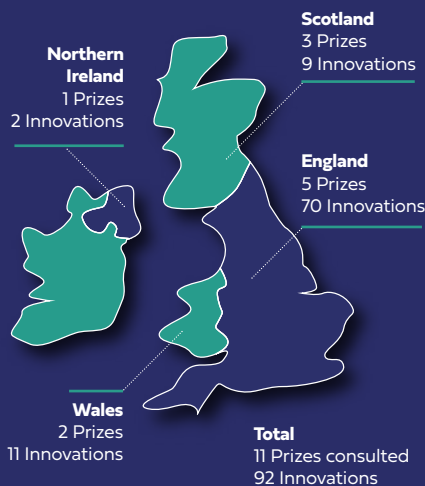 Scotland
3 Prizes
9 Innovations
Northern
Ireland
1 Prizes
2 Innovations
England
5 Prizes
70 Innovations
Wales
2 Prizes
11 Innovations
Total
11 Prizes consulted
92 Innovations